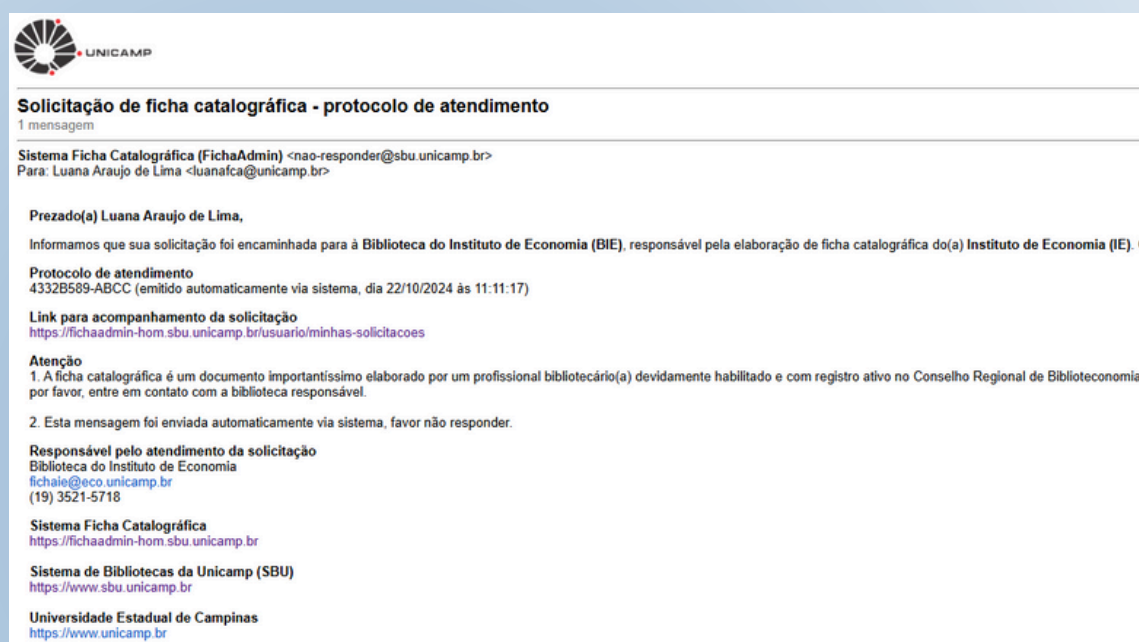 UNICAMP
Solicitação de ficha catalográfica - protocolo de atendimento
1 mensagem
Sistema Ficha Catalográfica (FichaAdmin) <nao-responder@sbu.unicamp.br>
Para: Luana Araujo de Lima <luanafca@unicamp.br>
Prezado(a) Luana Araujo de Lima,
Informamos que sua solicitação foi encaminhada para à Biblioteca do Instituto de Economia (BIE), responsável pela elaboração de ficha catalográfica do(a) Instituto de Economia (IE).
Protocolo de atendimento
4332B589-ABCC (emitido automaticamente via sistema, dia 22/10/2024 às 11:11:17)
Link para acompanhamento da solicitação
https://fichaadmin-hom.sbu.unicamp.br/usuario/minhas-solicitacoes
Atenção
1. A ficha catalográfica é um documento importantíssimo elaborado por um profissional bibliotecário(a) devidamente habilitado e com registro ativo no Conselho Regional de Biblioteconomia
por favor, entre em contato com a biblioteca responsável.
2. Esta mensagem foi enviada automaticamente via sistema, favor não responder.
Responsável pelo atendimento da solicitação
Biblioteca do Instituto de Economia
fichaie@eco.unicamp.br
(19) 3521-5718
Sistema Ficha Catalográfica
https://fichaadmin-hom.sbu.unicamp.br
Sistema de Bibliotecas da Unicamp (SBU)
https://www.sbu.unicamp.br
Universidade Estadual de Campinas
https://www.unicamp.br